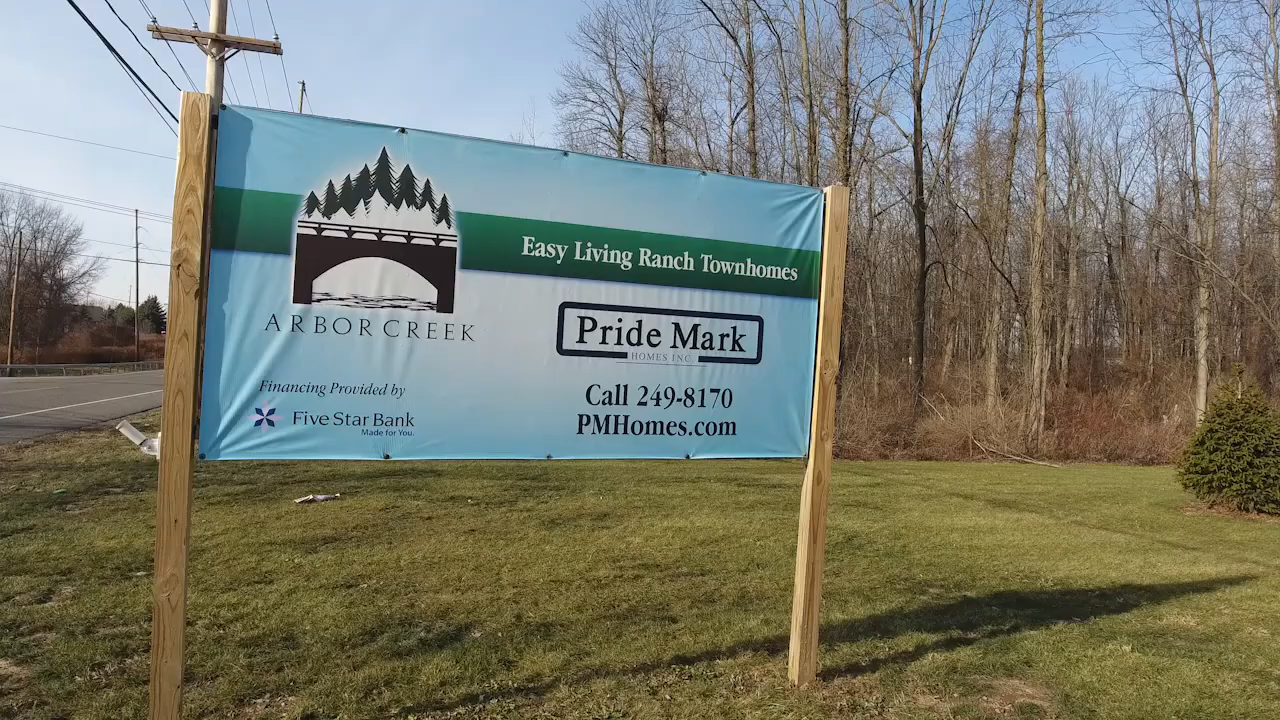 Easy Living Ranch Townhomes
ARBOR CREEK
Pride Mark
HOMES INC.
Financing Provided by
Five Star Bank
Made for You.
Call 249-8170
PMHomes.com